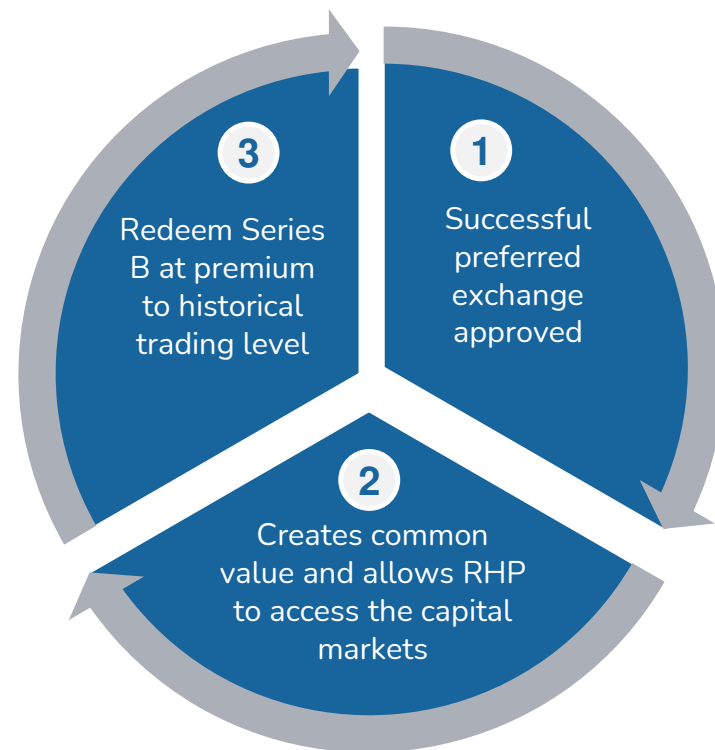 1
Successful
preferred
exchange
approved
2
Creates common
value and allows RHP
to access the capital
markets
3
Redeem Series
B at premium
to historical
trading level